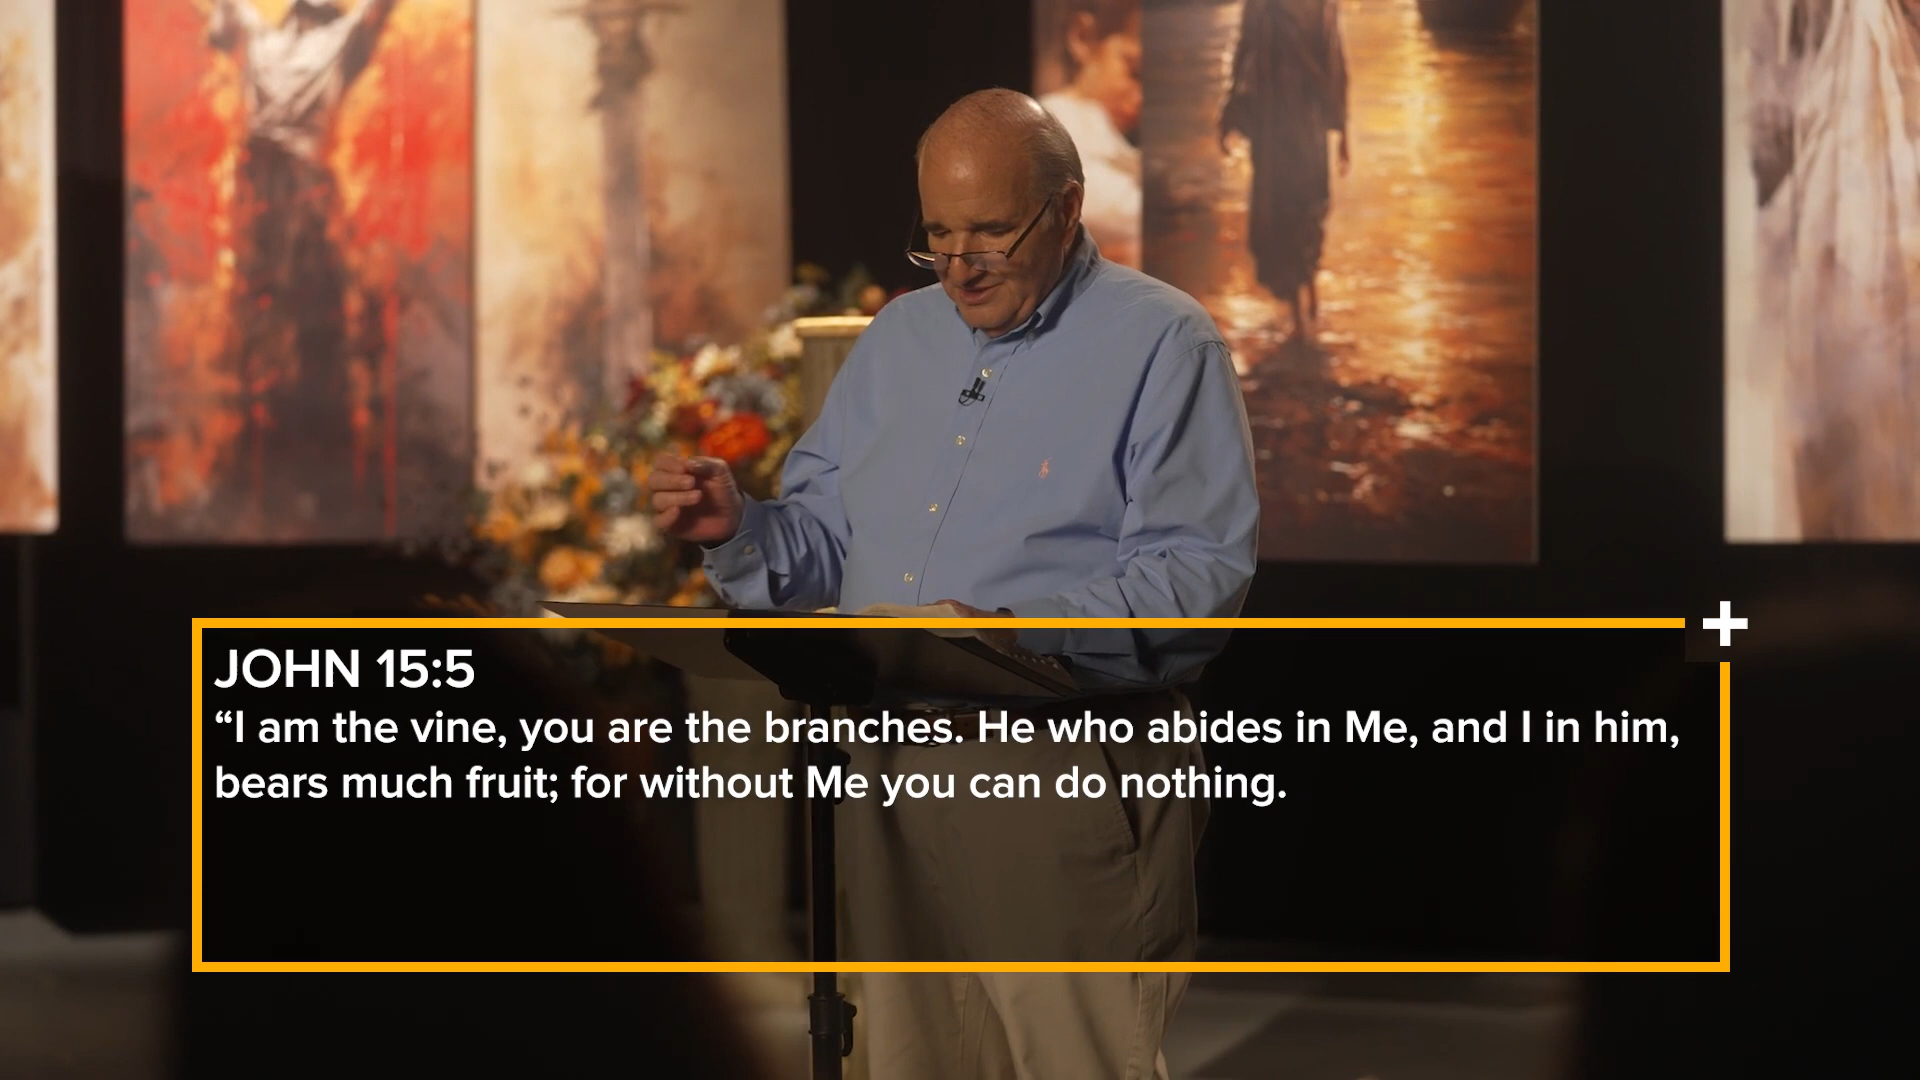 JOHN 15:5
“I am the vine, you are the branches. He who abides in Me, and I in him,
bears much fruit; for without Me you can do nothing.